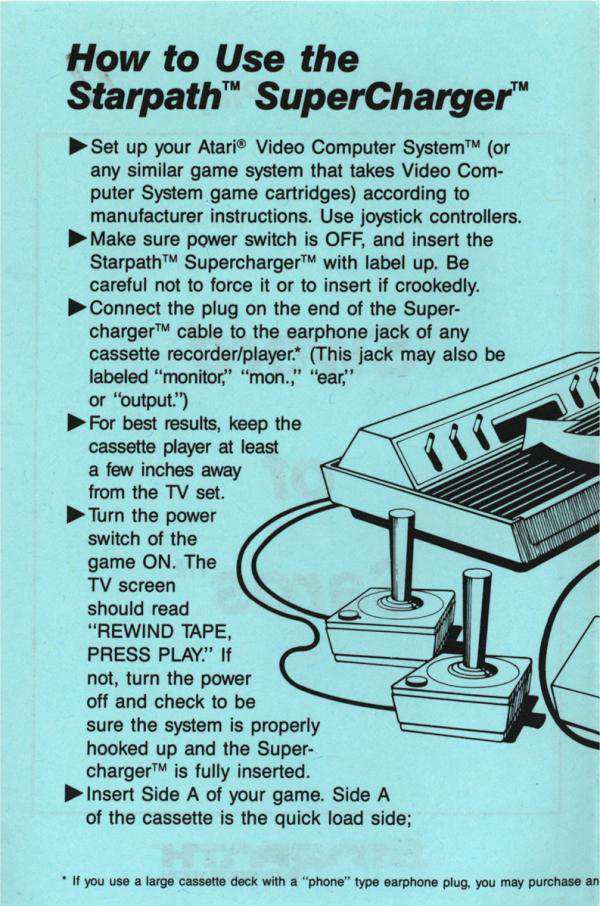 How to Use the
Starpath™ SuperCharger™
▶Set up your Atari® Video Computer System™ (or
any similar game system that takes Video Com-
puter System game cartridges) according to
manufacturer instructions. Use joystick controllers.
▶Make sure power switch is OFF, and insert the
Starpath™ Supercharger™ with label up. Be
careful not to force it or to insert if crookedly.
▶Connect the plug on the end of the Super-
charger™ cable to the earphone jack of any
cassette recorder/player.* (This jack may also be
labeled "monitor," "mon.," "ear,"
or "output.")
▶For best results, keep the
cassette player at least
a few inches away
from the TV set.
▶Turn the power
switch of the
game ON. The
TV screen
should read
"REWIND TAPE,
PRESS PLAY." If
not, turn the power
off and check to be
sure the system is properly
hooked up and the Super-
charger™ is fully inserted.
▶Insert Side A of your game. Side A
of the cassette is the quick load side;
* If you use a large cassette deck with a "phone" type earphone plug, you may purchase an